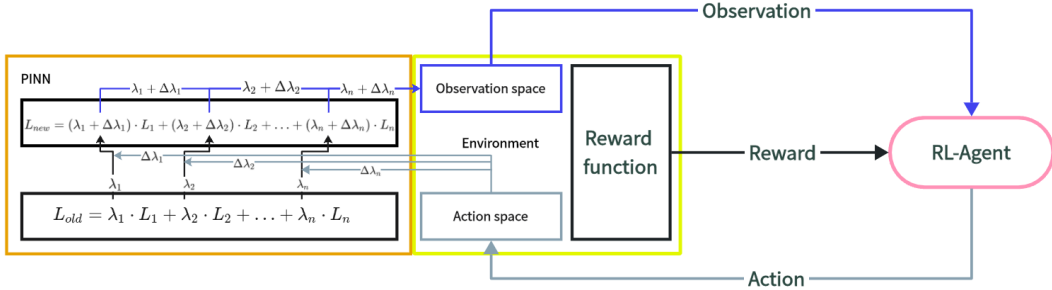 Observation
PINN
λ₁ + Δλ₁
λ₂ + Δλ₂
λₙ + Δλₙ
Observation space
Lₙₑw = (λ₁ + Δλ₁) · L₁ + (λ₂ + Δλ₂) · L₂ + … + (λₙ + Δλₙ) · Lₙ
Environment
Reward
function
Reward
RL-Agent
Δλ₁
Δλ₂
Δλₙ
λ₁
λ₂
λₙ
L_old = λ₁ · L₁ + λ₂ · L₂ + … + λₙ · Lₙ
Action space
Action